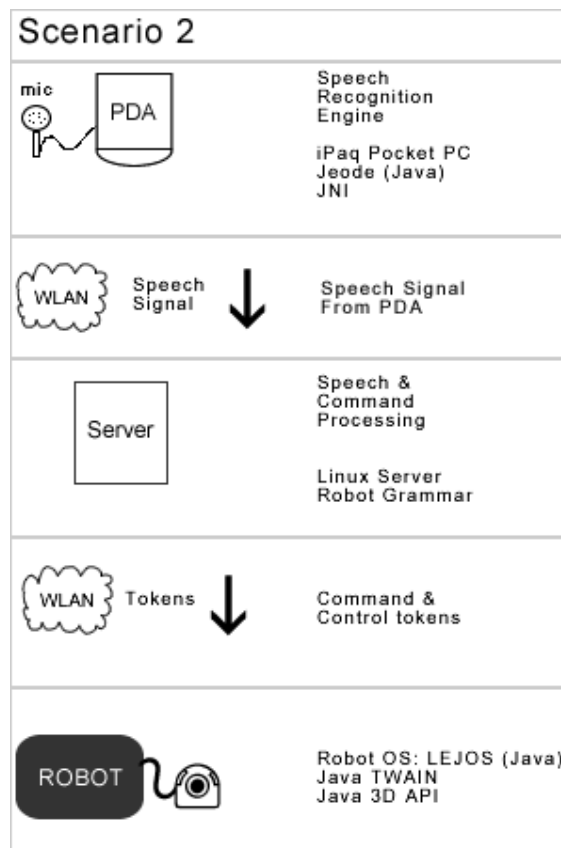 Scenario 2
mic
PDA
Speech
Recognition
Engine
iPaq Pocket PC
Jeode (Java)
JNI
WLAN
Speech
Signal
Speech Signal
From PDA
Server
Speech &
Command
Processing
Linux Server
Robot Grammar
WLAN
Tokens
Command &
Control tokens
ROBOT
Robot OS: LEJOS (Java)
Java TWAIN
Java 3D API